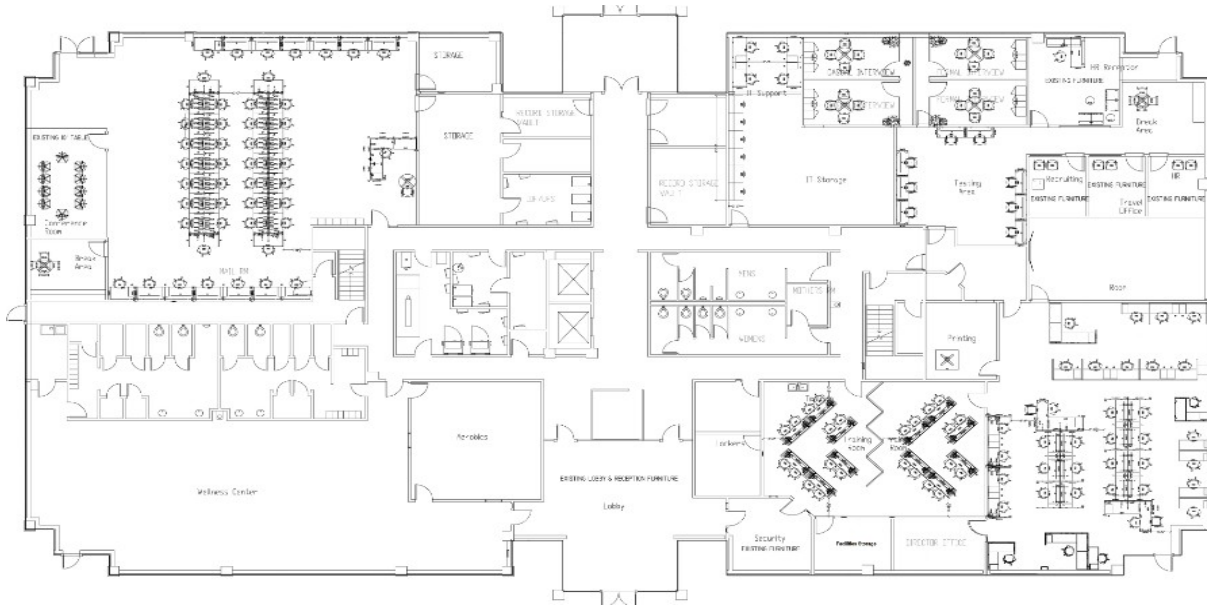 STORAGE
STORAGE
RECORD STORAGE
VAULT
EXISTING 10' TABLE
Conference
Room
Break
Area
MAIL RM
RECORD STORAGE
VAULT
IT Support
CASUAL INTERVIEW
FORMAL INTERVIEW
INTERVIEW
HR Reception
EXISTING FURNITURE
Break
Area
IT Storage
Testing
Area
Recruiting
EXISTING FURNITURE
EXISTING FURNITURE
Travel
Office
HR
EXISTING FURNITURE
MENS
MOTHERS
WOMENS
Printing
Aerobics
Wellness Center
EXISTING LOBBY & RECEPTION FURNITURE
Lobby
Lockers
Training
Room
Room
Security
EXISTING FURNITURE
Facilities Storage
DIRECTOR OFFICE